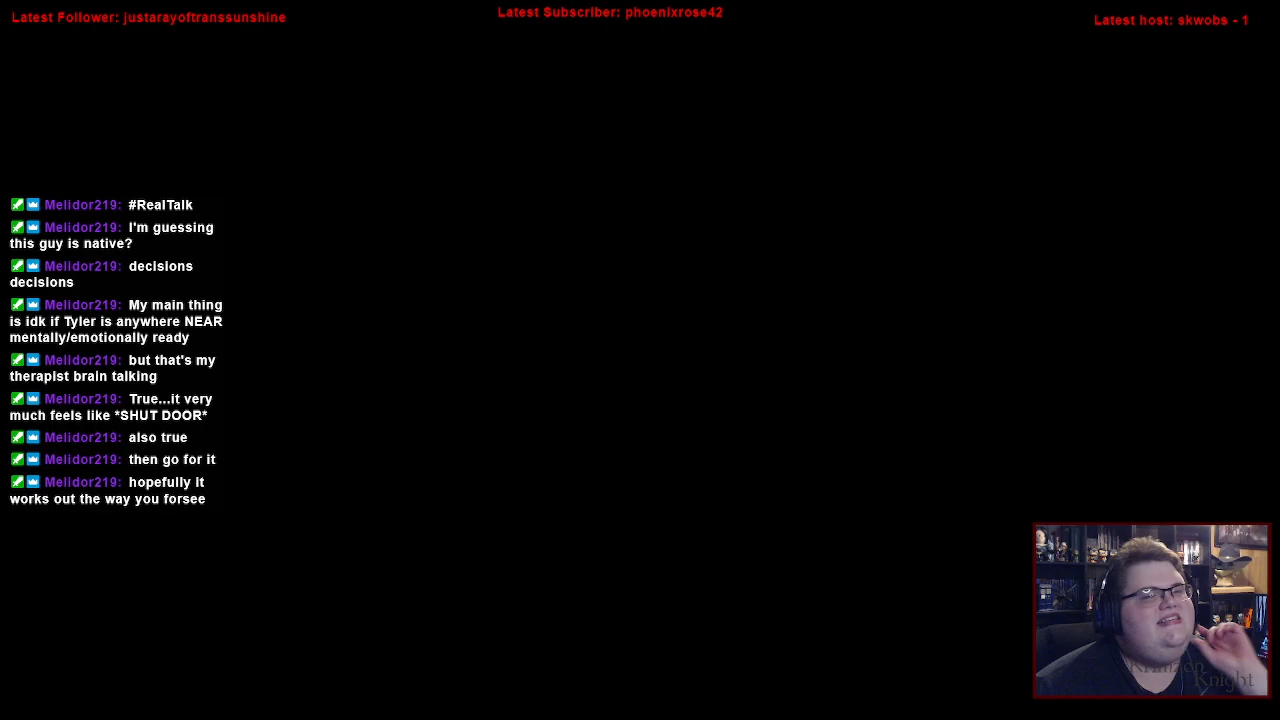 Latest Follower: justarayoftranssunshine
Latest Subscriber: phoenixrose42
Latest host: skwobs - 1
Melidor219: #RealTalk
Melidor219: I'm guessing
this guy is native?
Melidor219: decisions
decisions
Melidor219: My main thing
is idk if Tyler is anywhere NEAR
mentally/emotionally ready
Melidor219: but that's my
therapist brain talking
Melidor219: True...it very
much feels like *SHUT DOOR*
Melidor219: also true
Melidor219: then go for it
Melidor219: hopefully it
works out the way you forsee
Knight